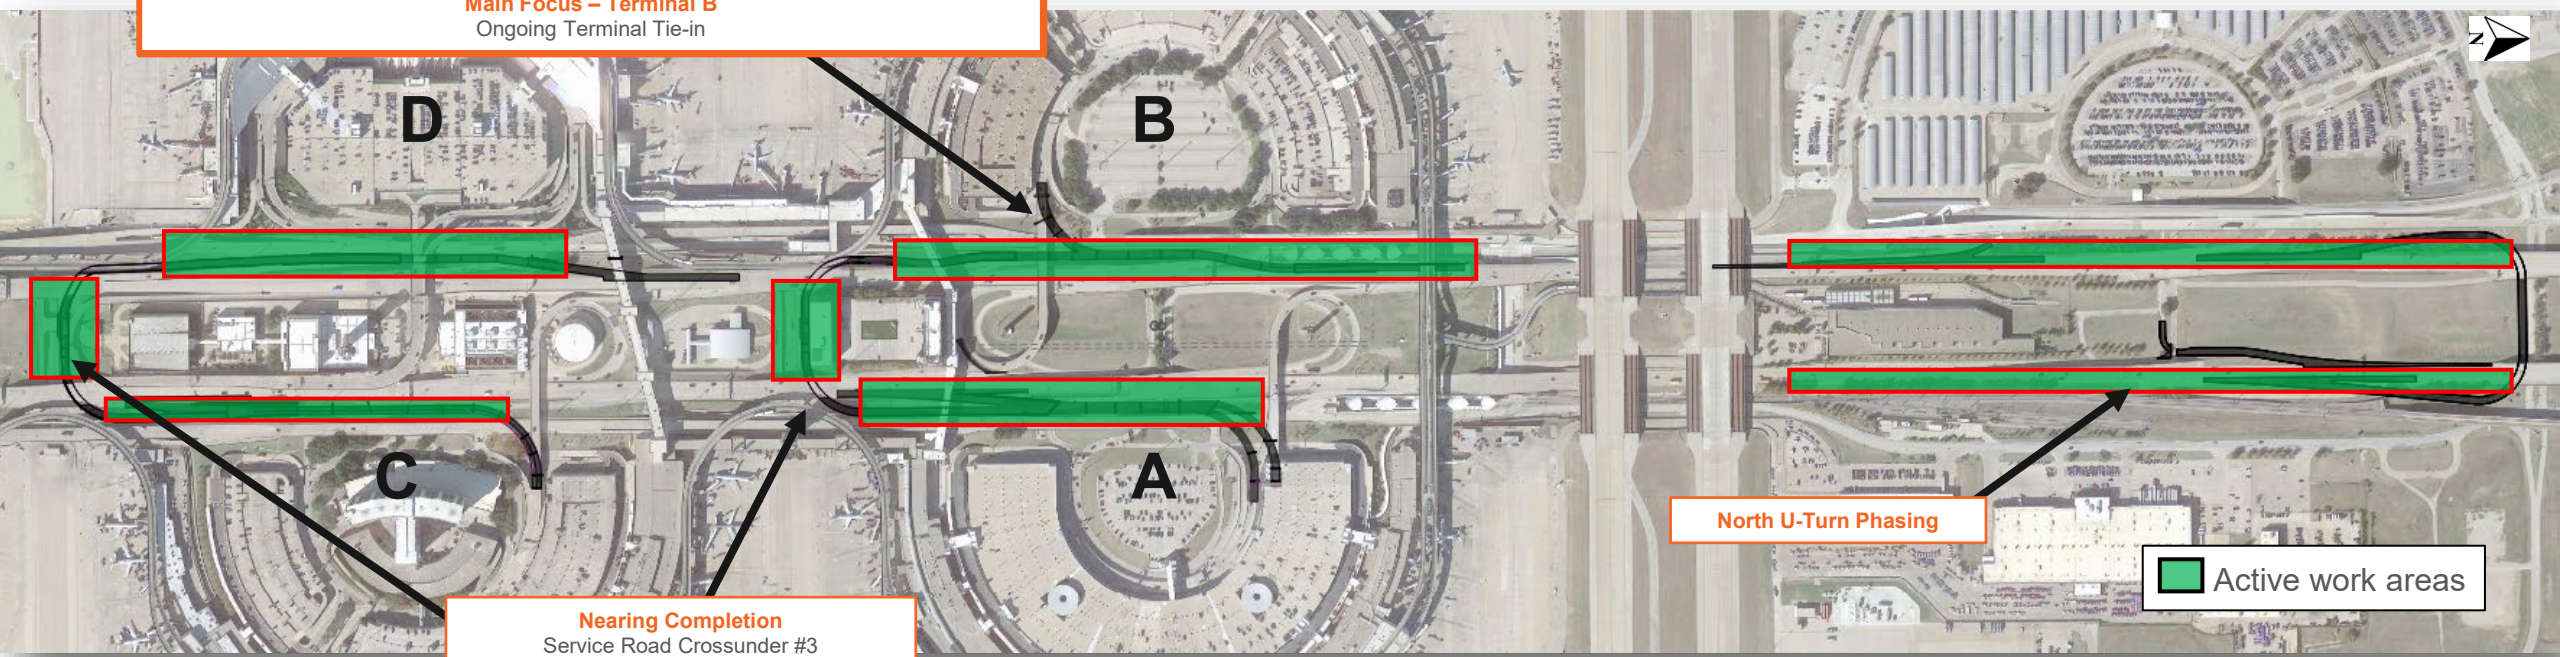 Main Focus – Terminal B
Ongoing Terminal Tie-in
N
D
B
C
A
North U-Turn Phasing
Active work areas
Nearing Completion
Service Road Crossunder #3